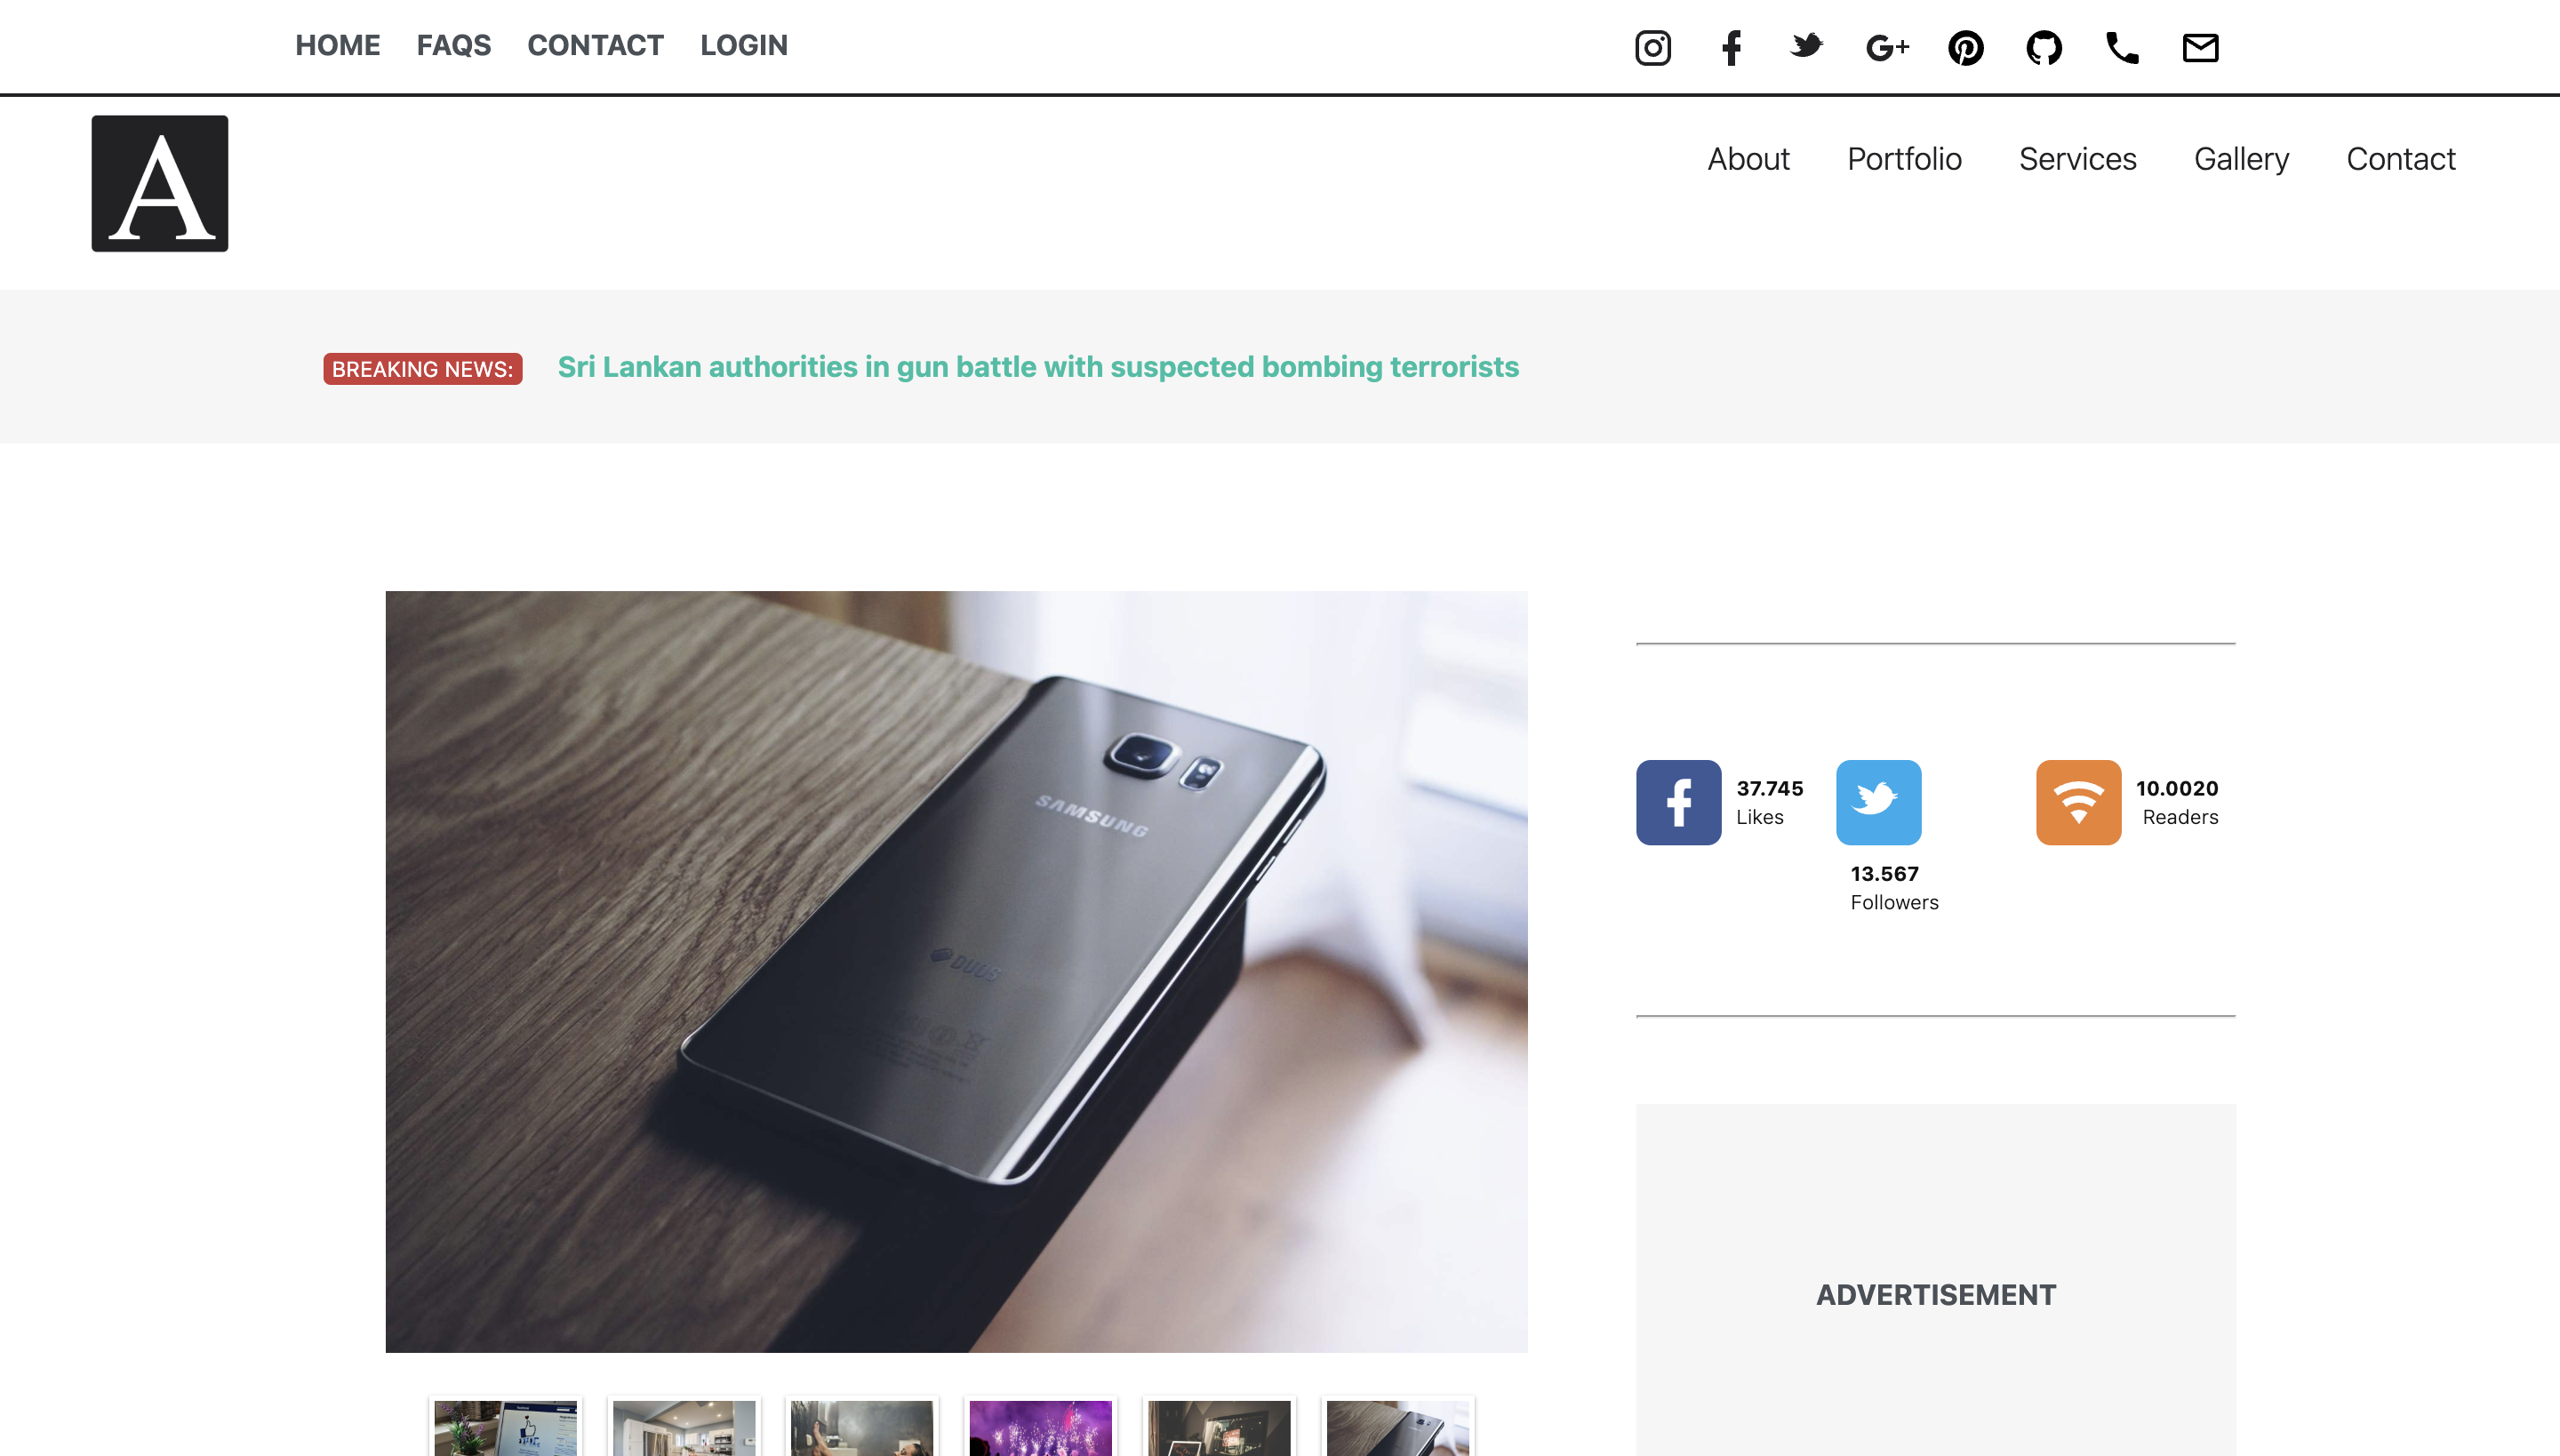 HOME FAQS CONTACT LOGIN
A
About Portfolio Services Gallery Contact
BREAKING NEWS: Sri Lankan authorities in gun battle with suspected bombing terrorists
SAMSUNG
DUOS
37.745
Likes
13.567
Followers
10.0020
Readers
ADVERTISEMENT